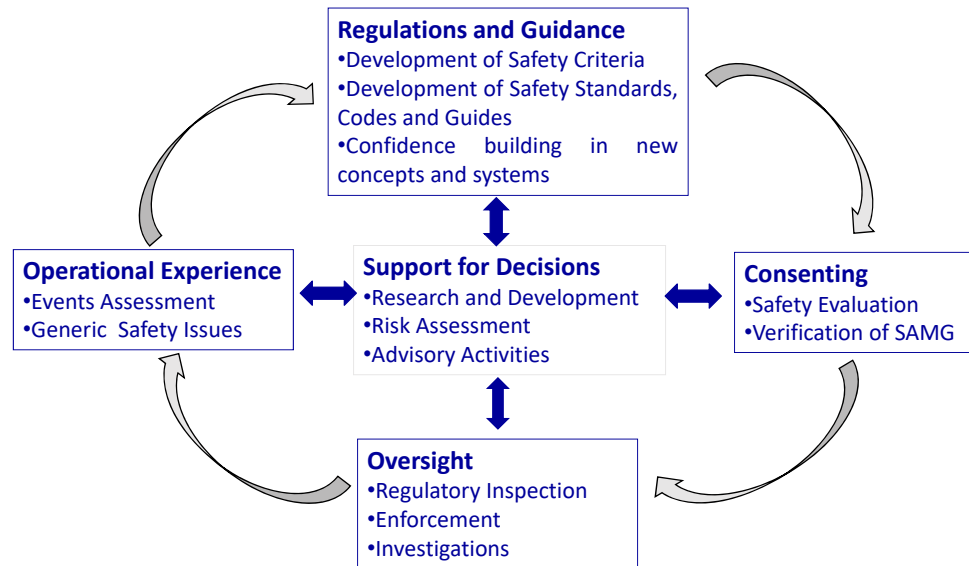 Regulations and Guidance
•Development of Safety Criteria
•Development of Safety Standards,
Codes and Guides
•Confidence building in new
concepts and systems
Operational Experience
•Events Assessment
•Generic Safety Issues
Support for Decisions
•Research and Development
•Risk Assessment
•Advisory Activities
Consenting
•Safety Evaluation
•Verification of SAMG
Oversight
•Regulatory Inspection
•Enforcement
•Investigations